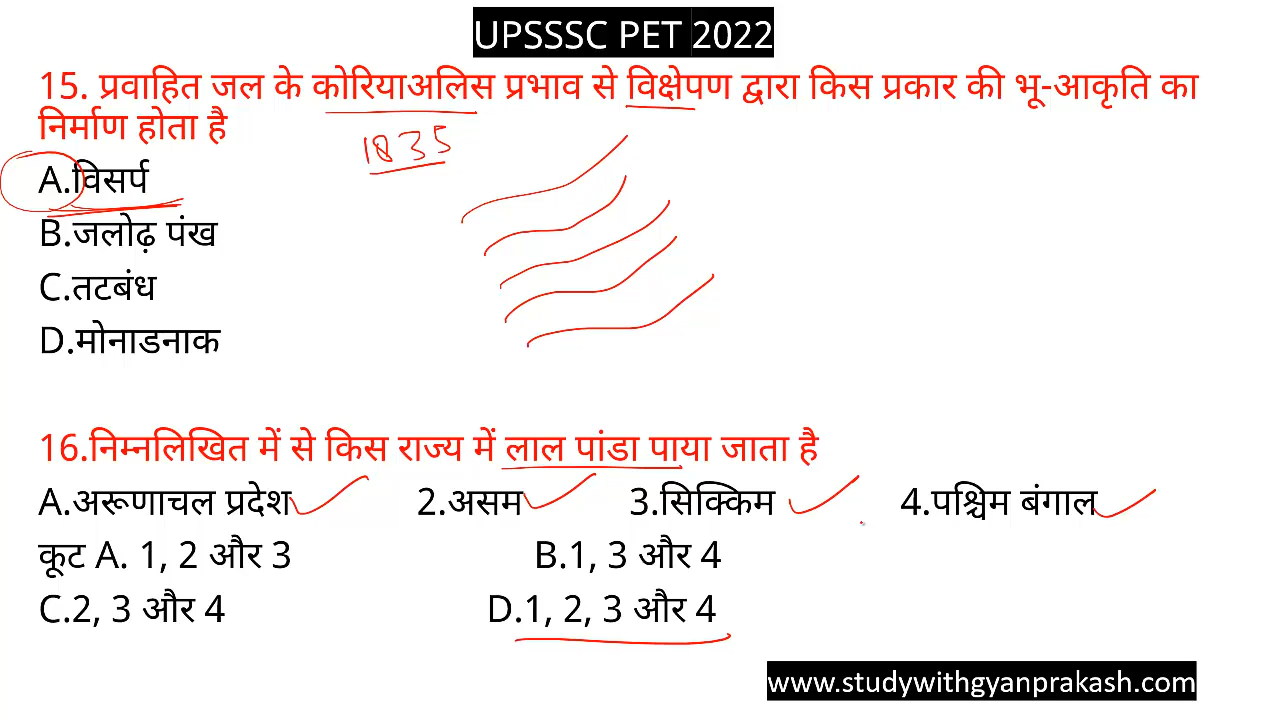 UPSSSC PET 2022
15. प्रवाहित जल के कोरियाअलिस प्रभाव से विक्षेपण द्वारा किस प्रकार की भू-आकृति का
निर्माण होता है
1835
A.विसर्प
B.जलोढ़ पंख
C.तटबंध
D.मोनाडनाक
16.निम्नलिखित में से किस राज्य में लाल पांडा पाया जाता है
A.अरूणाचल प्रदेश 2.असम 3.सिक्किम 4.पश्चिम बंगाल
कूट A. 1, 2 और 3 B.1, 3 और 4
C.2, 3 और 4 D.1, 2, 3 और 4
www.studywithgyanprakash.com